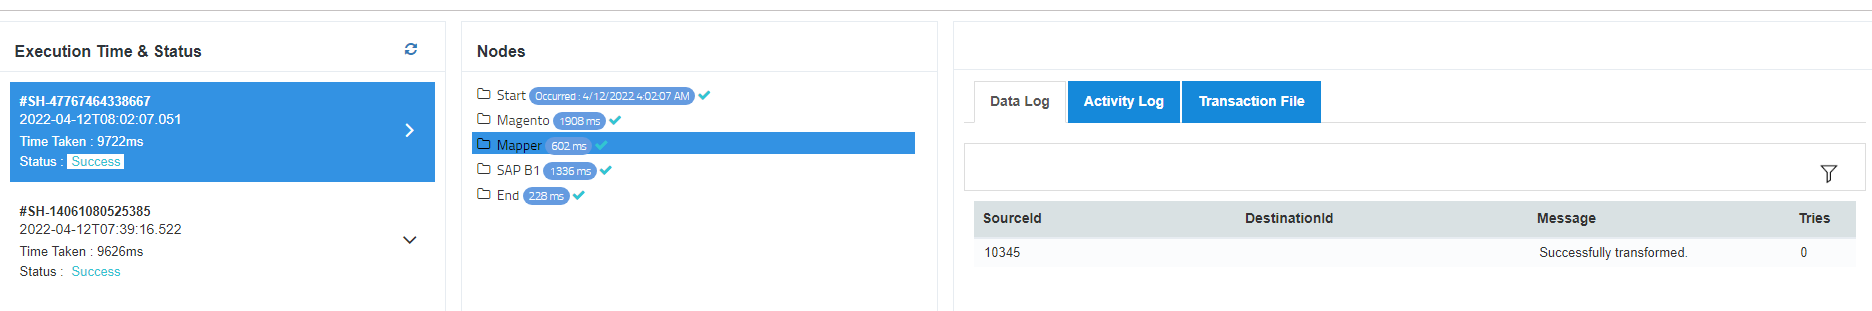 Execution Time & Status
#SH-47767464338667
2022-04-12T08:02:07.051
Time Taken : 9722ms
Status : Success
#SH-14061080525385
2022-04-12T07:39:16.522
Time Taken : 9626ms
Status : Success
Nodes
Start Occurred : 4/12/2022 4:02:07 AM
Magento 1908 ms
Mapper 602 ms
SAP B1 1336 ms
End 228 ms
Data Log Activity Log Transaction File
SourceId DestinationId Message Tries
10345 Successfully transformed. 0